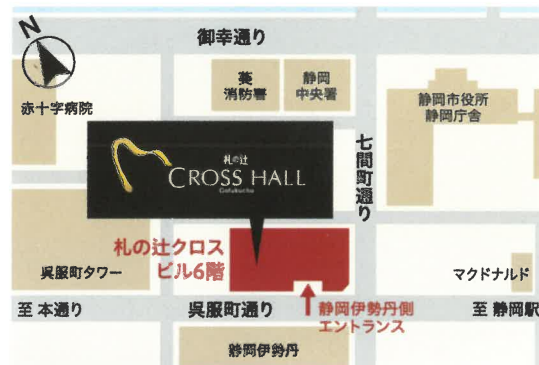 N
御幸通り
葵
消防署
静岡
中央署
静岡市役所
静岡庁舎
赤十字病院
札の辻
CROSS HALL
Gofukucho
七間町通り
札の辻クロス
ビル6階
呉服町タワー
マクドナルド
至 本通り
呉服町通り
静岡伊勢丹側
エントランス
至 静岡駅
静岡伊勢丹